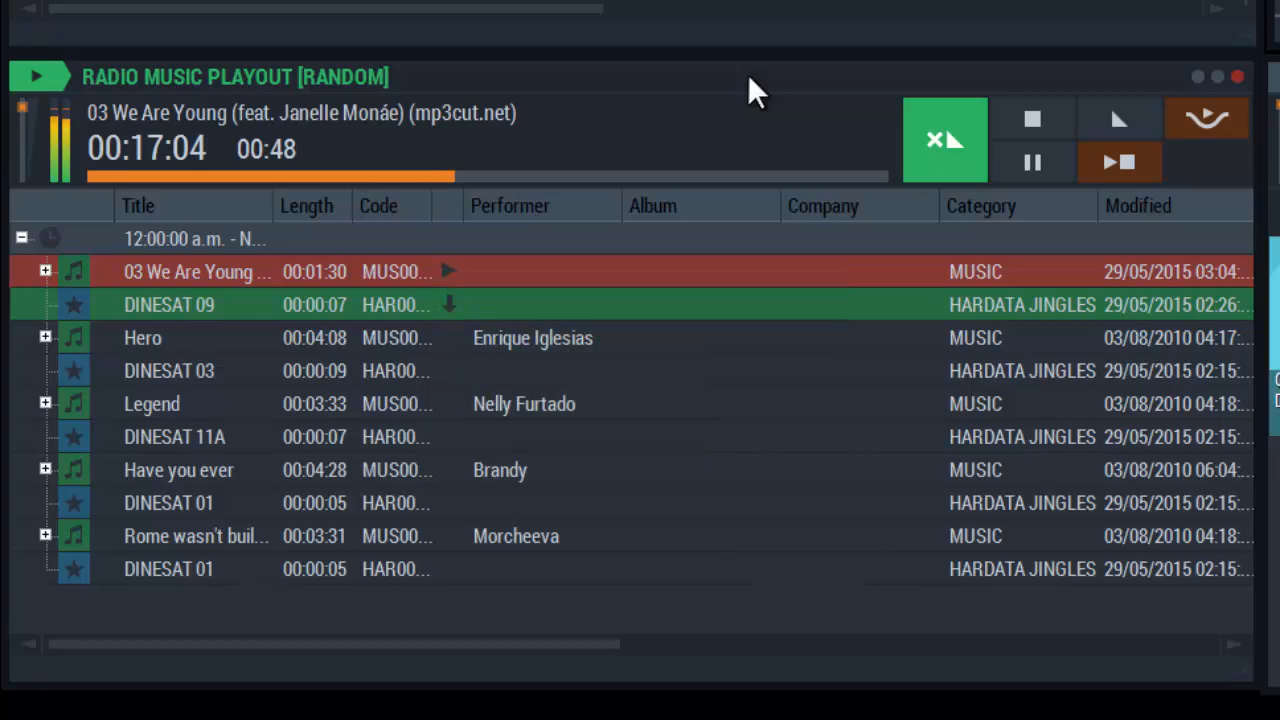 RADIO MUSIC PLAYOUT [RANDOM]
03 We Are Young (feat. Janelle Monáe) (mp3cut.net)
00:17:04 00:48
Title Length Code Performer Album Company Category Modified
12:00:00 a.m. - N...
03 We Are Young ... 00:01:30 MUS00... MUSIC 29/05/2015 03:04:...
DINESAT 09 00:00:07 HAR00... HARDATA JINGLES 29/05/2015 02:26:...
Hero 00:04:08 MUS00... Enrique Iglesias MUSIC 03/08/2010 04:17:...
DINESAT 03 00:00:09 HAR00... HARDATA JINGLES 29/05/2015 02:15:...
Legend 00:03:33 MUS00... Nelly Furtado MUSIC 03/08/2010 04:18:...
DINESAT 11A 00:00:07 HAR00... HARDATA JINGLES 29/05/2015 02:15:...
Have you ever 00:04:28 MUS00... Brandy MUSIC 03/08/2010 06:04:...
DINESAT 01 00:00:05 HAR00... HARDATA JINGLES 29/05/2015 02:15:...
Rome wasn't buil... 00:03:31 MUS00... Morcheeva MUSIC 03/08/2010 04:18:...
DINESAT 01 00:00:05 HAR00... HARDATA JINGLES 29/05/2015 02:15:...